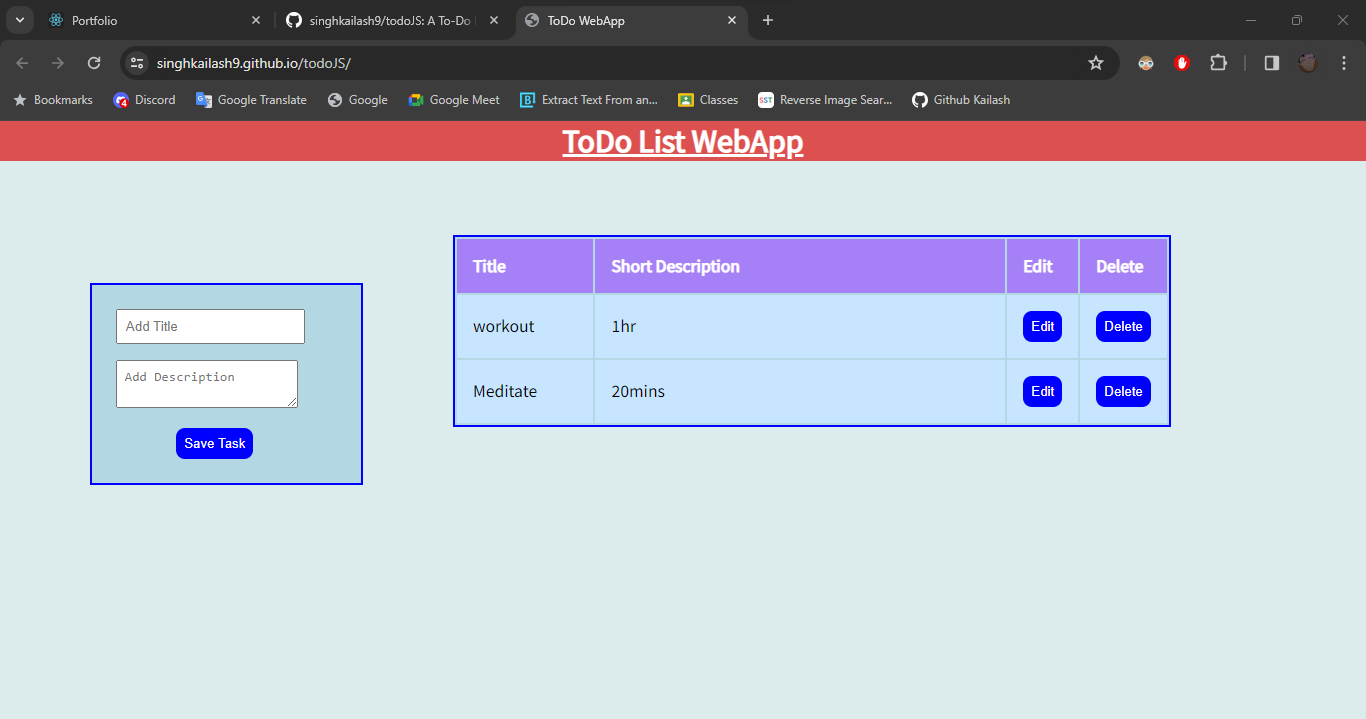 Portfolio
singhkailash9/todoJS: A To-Do
ToDo WebApp
singhkailash9.github.io/todoJS/
Bookmarks Discord Google Translate Google Google Meet Extract Text From an... Classes SST Reverse Image Sear... Github Kailash
ToDo List WebApp
Add Title
Add Description
Save Task
Title Short Description Edit Delete
workout 1hr Edit Delete
Meditate 20mins Edit Delete